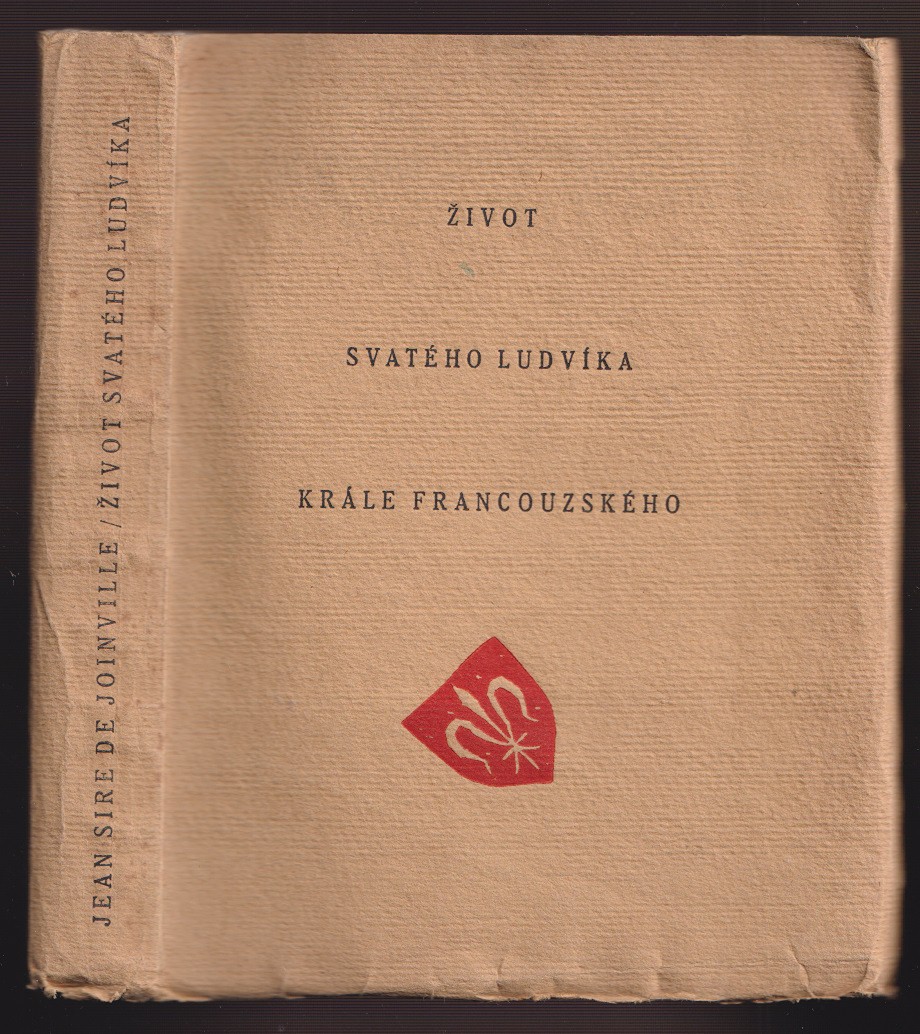 JEAN SIRE DE JOINVILLE / ŽIVOT SVATÉHO LUDVÍKA
ŽIVOT
SVATÉHO LUDVÍKA
KRÁLE FRANCOUZSKÉHO